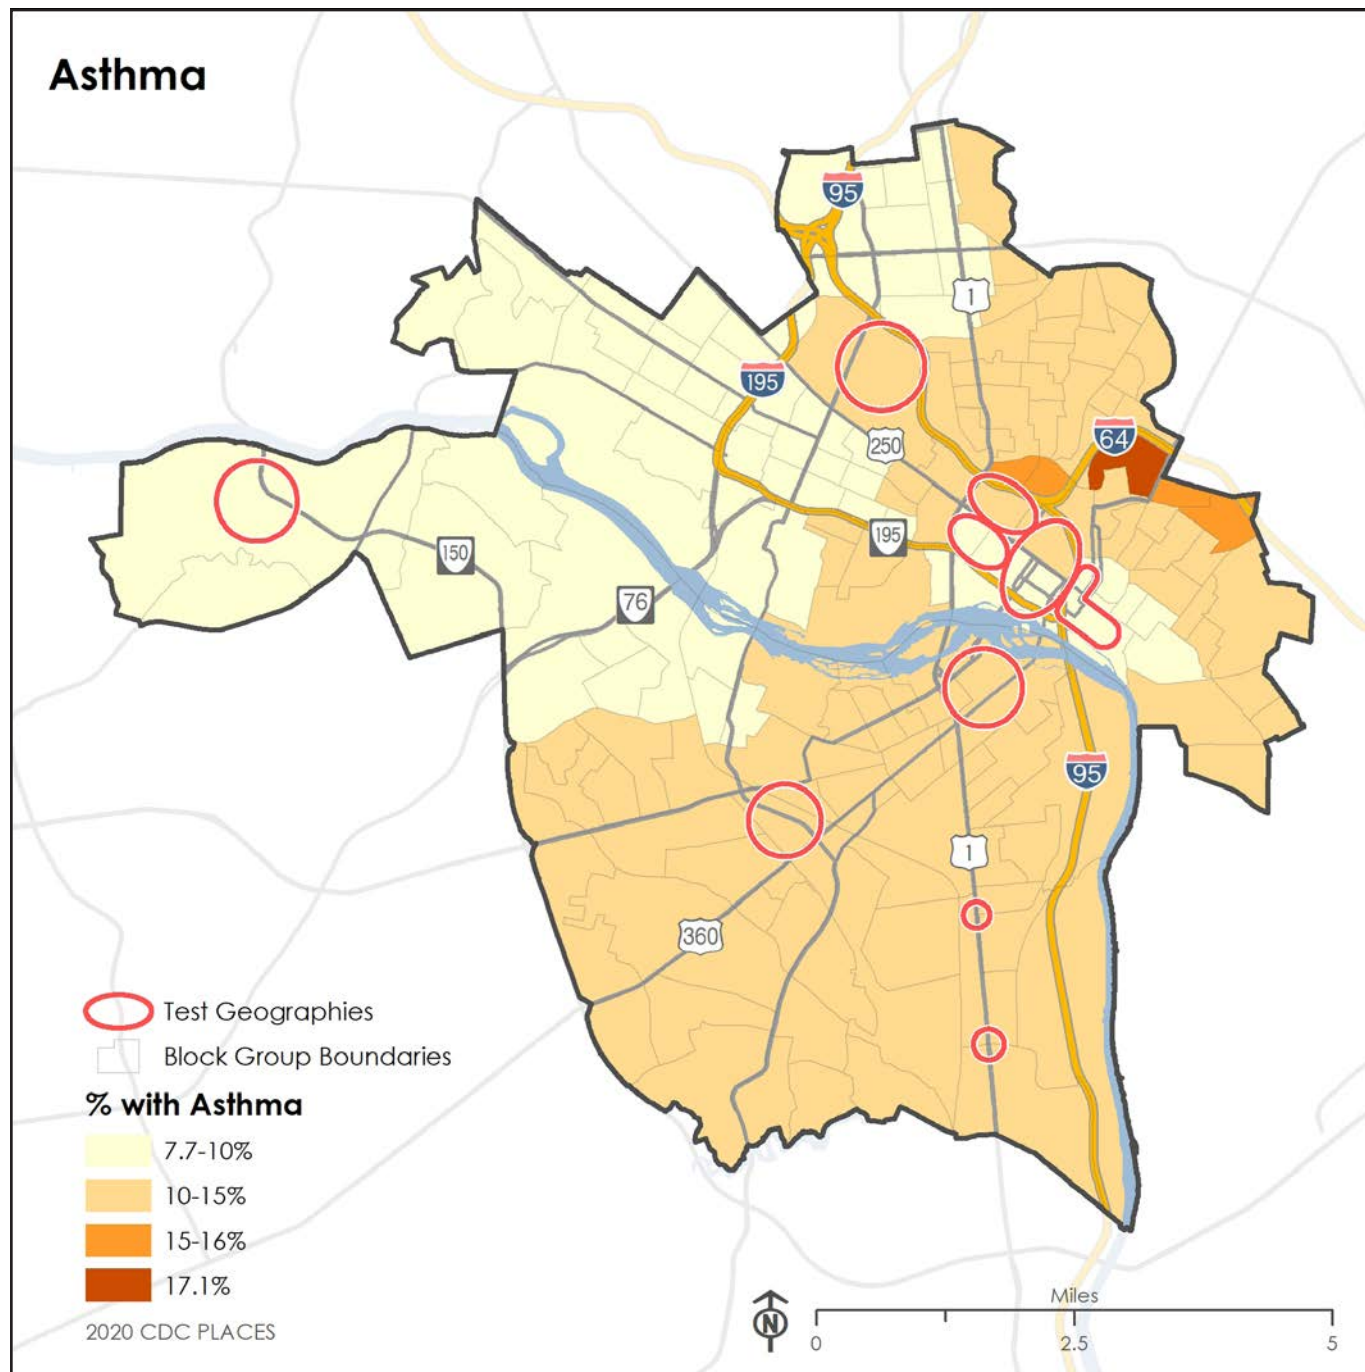 Asthma
95
1
195
64
250
195
150
76
95
1
360
Test Geographies
Block Group Boundaries
% with Asthma
7.7-10%
10-15%
15-16%
17.1%
2020 CDC PLACES
N
Miles
0
2.5
5